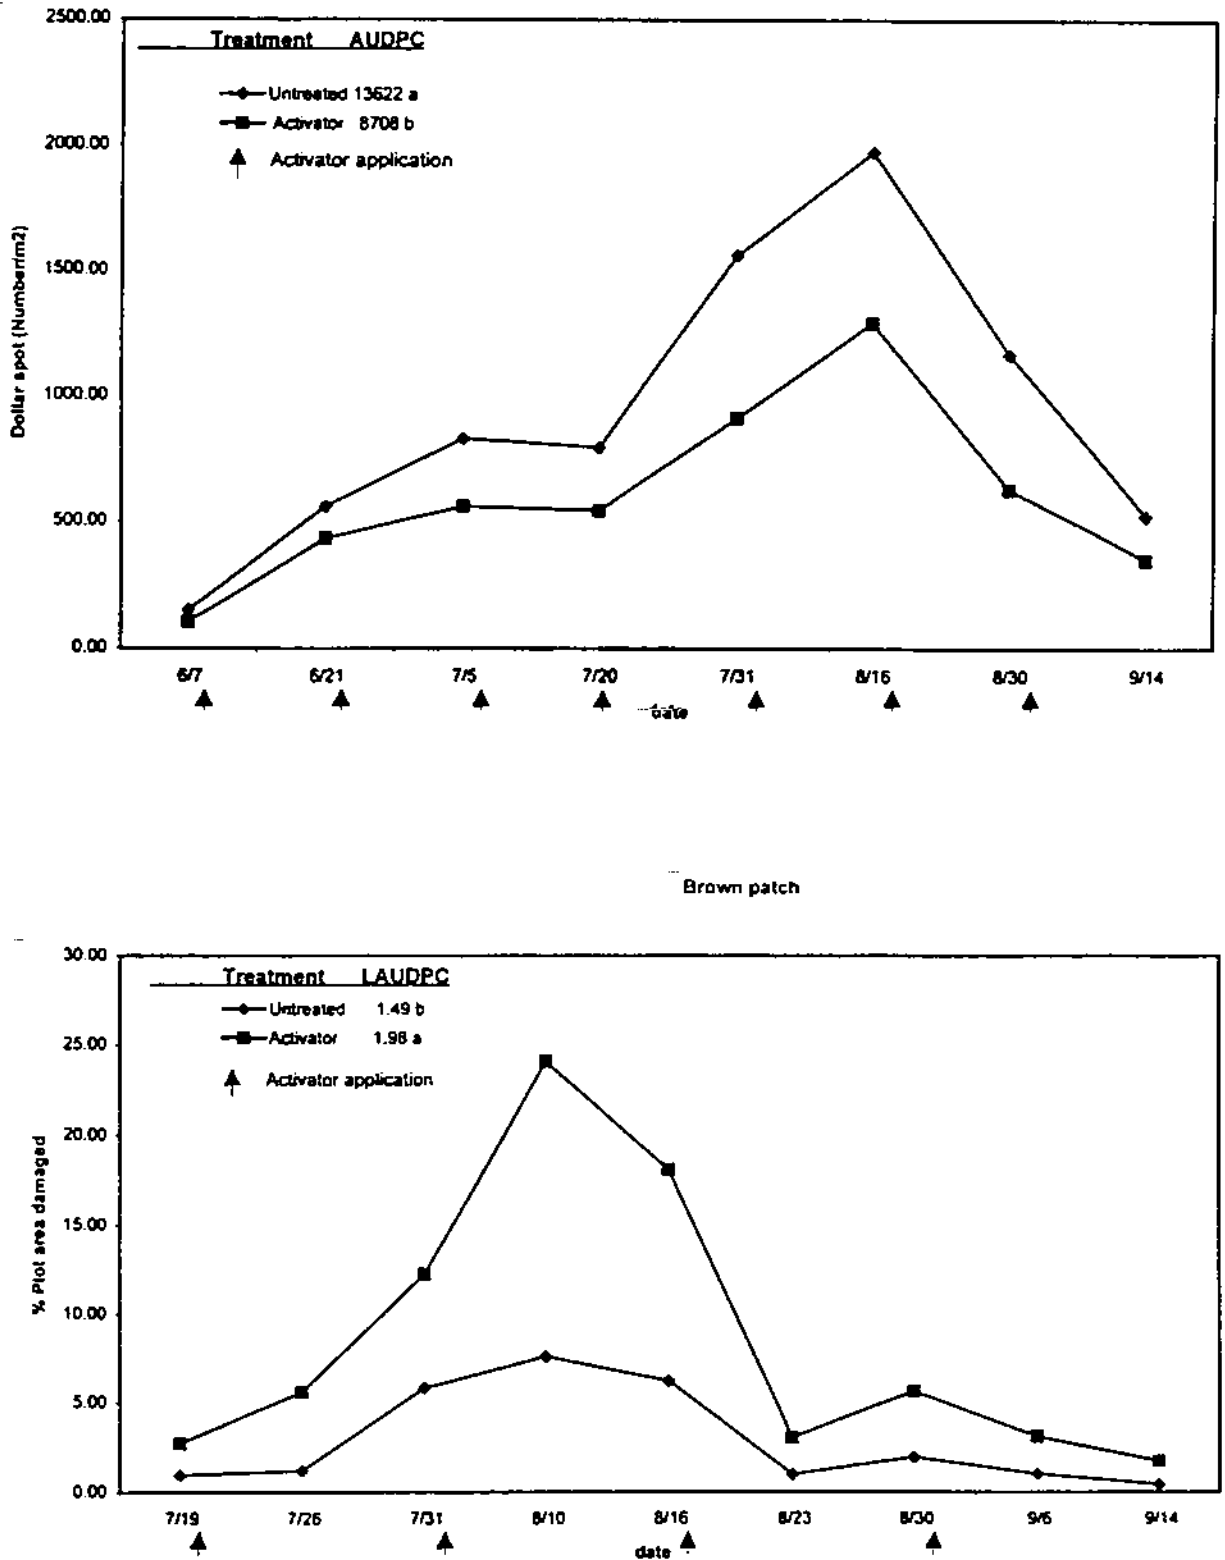 2500.00
Treatment AUDPC
Untreated 13622 a
Activator 8708 b
Activator application
2000.00
1500.00
1000.00
500.00
0.00
Dollar spot (Number/m2)
6/7 6/21 7/5 7/20 7/31 8/16 8/30 9/14
date
Brown patch
30.00
Treatment LAUDPC
Untreated 1.49 b
Activator 1.98 a
Activator application
25.00
20.00
15.00
10.00
5.00
0.00
% Plot area damaged
7/19 7/26 7/31 8/10 8/16 8/23 8/30 9/6 9/14
date